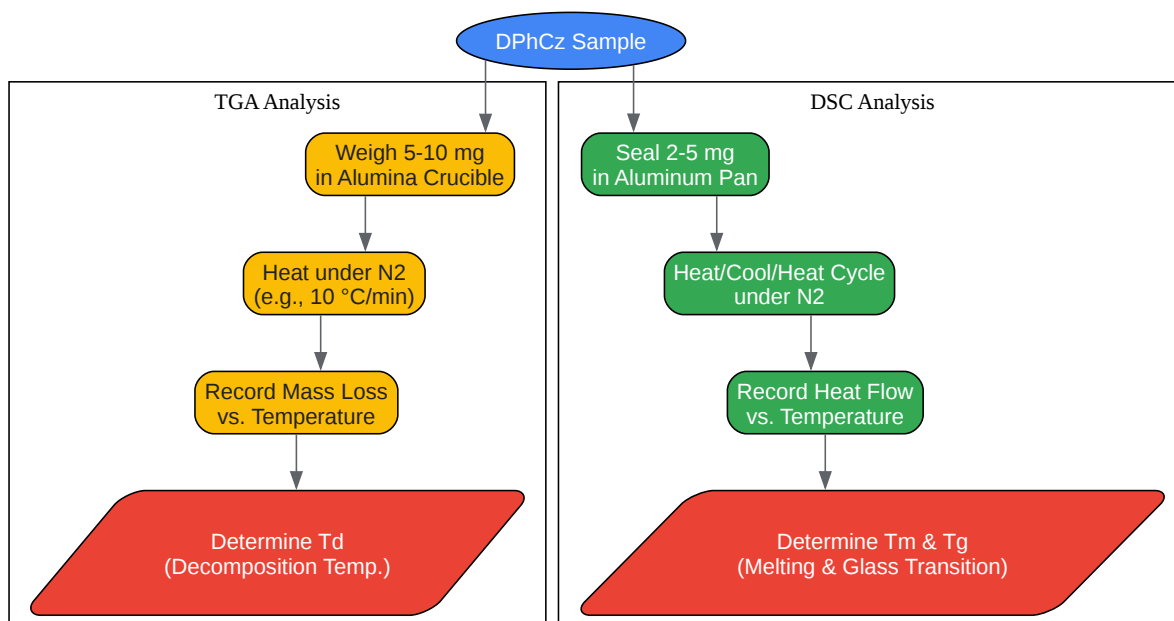 DPhCz Sample
TGA Analysis
Weigh 5-10 mg
in Alumina Crucible
Heat under N2
(e.g., 10 °C/min)
Record Mass Loss
vs. Temperature
Determine Td
(Decomposition Temp.)
DSC Analysis
Seal 2-5 mg
in Aluminum Pan
Heat/Cool/Heat Cycle
under N2
Record Heat Flow
vs. Temperature
Determine Tm & Tg
(Melting & Glass Transition)